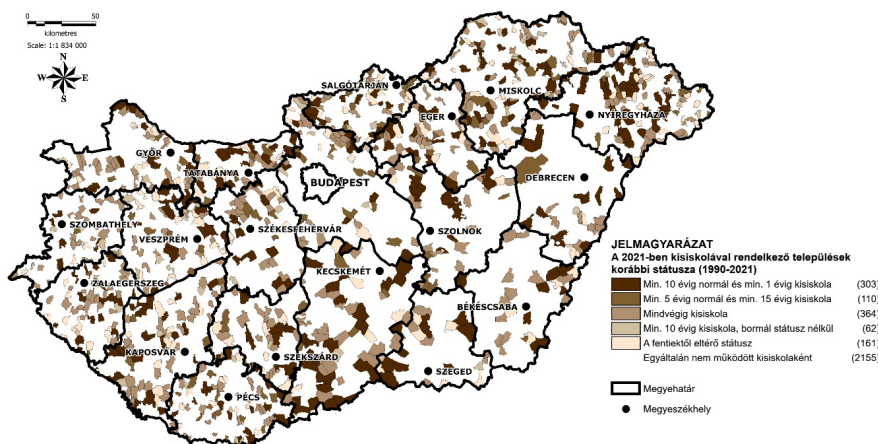 0 50
kilometres
Scale: 1:1 834 000
N
W E
S
SALGÓTARJÁN
MISKOLC
EGER
NYÍREGYHÁZA
GYŐR
TATABÁNYA
BUDAPEST
DEBRECEN
SZOMBATHELY
SZÉKESFEHÉRVÁR
SZOLNOK
VESZPRÉM
KECSKEMÉT
ZALAEGERSZEG
BÉKÉSCSABA
KAPOSVÁR
SZEKSZÁRD
SZEGED
PÉCS
JELMAGYARÁZAT
A 2021-ben kisiskolával rendelkező települések
korábbi státusza (1990-2021)
Min. 10 évig normál és min. 1 évig kisiskola (303)
Min. 5 évig normál és min. 15 évig kisiskola (110)
Mindvégig kisiskola (364)
Min. 10 évig kisiskola, bormál státusz nélkül (62)
A fentiektől eltérő státusz (161)
Egyáltalán nem működött kisiskolaként (2155)
Megyehatár
Megyeszékhely